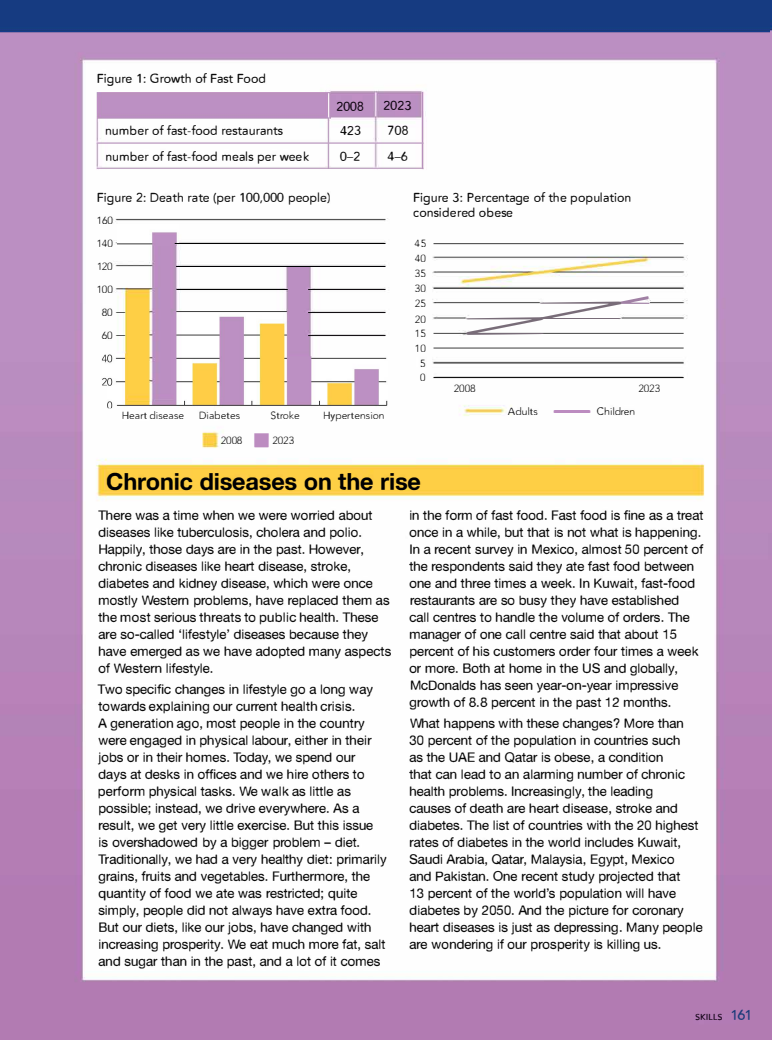 Figure 1: Growth of Fast Food
2008 2023
number of fast-food restaurants 423 708
number of fast-food meals per week 0–2 4–6
Figure 2: Death rate (per 100,000 people)
160
140
120
100
80
60
40
20
0
Heart disease Diabetes Stroke Hypertension
2008 2023
Figure 3: Percentage of the population
considered obese
45
40
35
30
25
20
15
10
5
0
2008 2023
Adults Children
Chronic diseases on the rise
There was a time when we were worried about
diseases like tuberculosis, cholera and polio.
Happily, those days are in the past. However,
chronic diseases like heart disease, stroke,
diabetes and kidney disease, which were once
mostly Western problems, have replaced them as
the most serious threats to public health. These
are so-called ‘lifestyle’ diseases because they
have emerged as we have adopted many aspects
of Western lifestyle.
Two specific changes in lifestyle go a long way
towards explaining our current health crisis.
A generation ago, most people in the country
were engaged in physical labour, either in their
jobs or in their homes. Today, we spend our
days at desks in offices and we hire others to
perform physical tasks. We walk as little as
possible; instead, we drive everywhere. As a
result, we get very little exercise. But this issue
is overshadowed by a bigger problem – diet.
Traditionally, we had a very healthy diet: primarily
grains, fruits and vegetables. Furthermore, the
quantity of food we ate was restricted; quite
simply, people did not always have extra food.
But our diets, like our jobs, have changed with
increasing prosperity. We eat much more fat, salt
and sugar than in the past, and a lot of it comes
in the form of fast food. Fast food is fine as a treat
once in a while, but that is not what is happening.
In a recent survey in Mexico, almost 50 percent of
the respondents said they ate fast food between
one and three times a week. In Kuwait, fast-food
restaurants are so busy they have established
call centres to handle the volume of orders. The
manager of one call centre said that about 15
percent of his customers order four times a week
or more. Both at home in the US and globally,
McDonalds has seen year-on-year impressive
growth of 8.8 percent in the past 12 months.
What happens with these changes? More than
30 percent of the population in countries such
as the UAE and Qatar is obese, a condition
that can lead to an alarming number of chronic
health problems. Increasingly, the leading
causes of death are heart disease, stroke and
diabetes. The list of countries with the 20 highest
rates of diabetes in the world includes Kuwait,
Saudi Arabia, Qatar, Malaysia, Egypt, Mexico
and Pakistan. One recent study projected that
13 percent of the world’s population will have
diabetes by 2050. And the picture for coronary
heart diseases is just as depressing. Many people
are wondering if our prosperity is killing us.
SKILLS 161